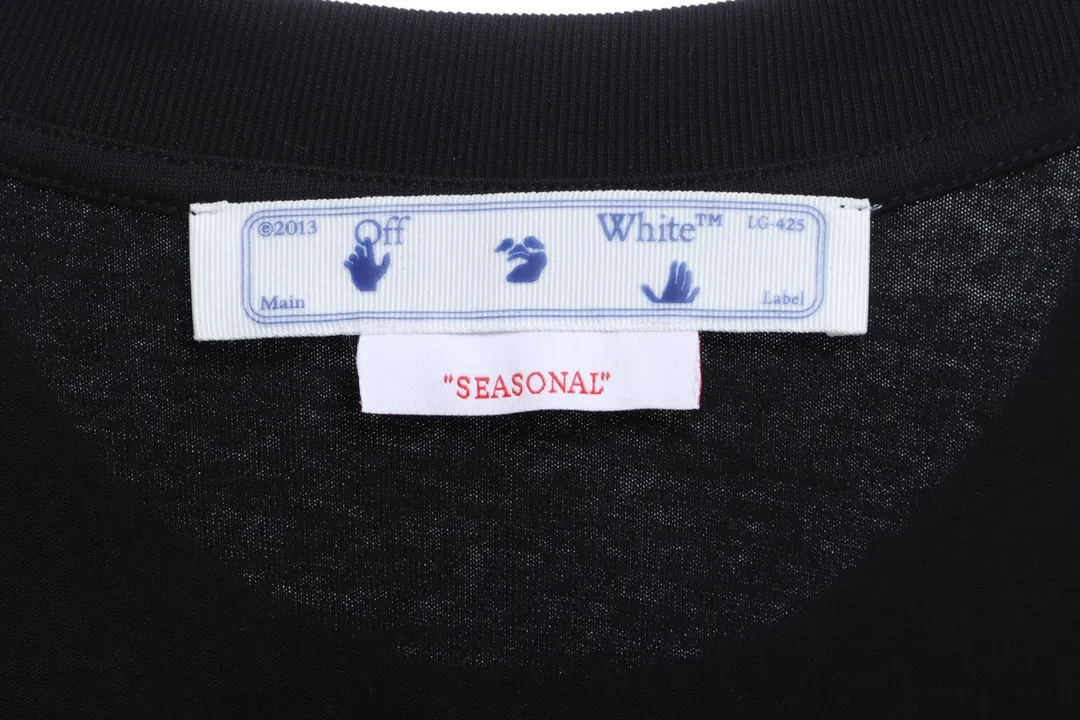 ©2013 Off White™ LG-425
Main Label
"SEASONAL"